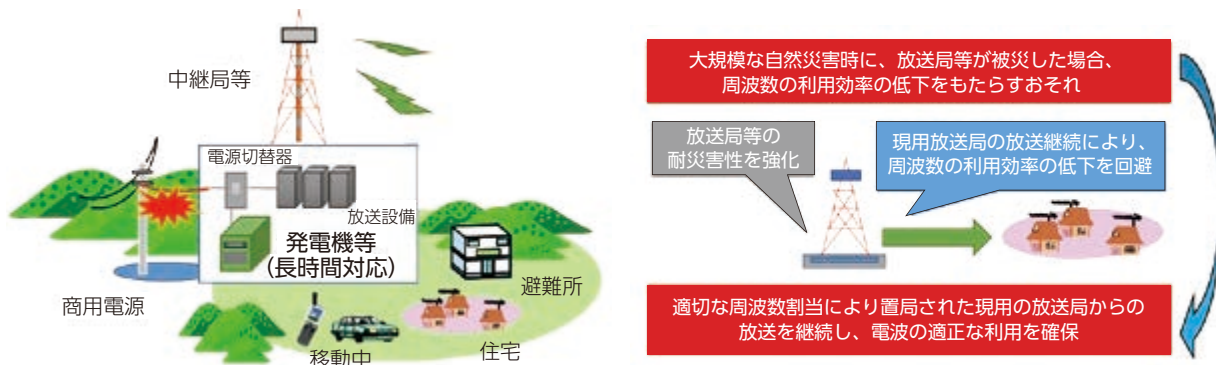 中継局等
電源切替器
放送設備
発電機等
(長時間対応)
商用電源
避難所
住宅
移動中
大規模な自然災害時に、放送局等が被災した場合、
周波数の利用効率の低下をもたらすおそれ
放送局等の
耐災害性を強化
現用放送局の放送継続により、
周波数の利用効率の低下を回避
適切な周波数割当により置局された現用の放送局からの
放送を継続し、電波の適正な利用を確保